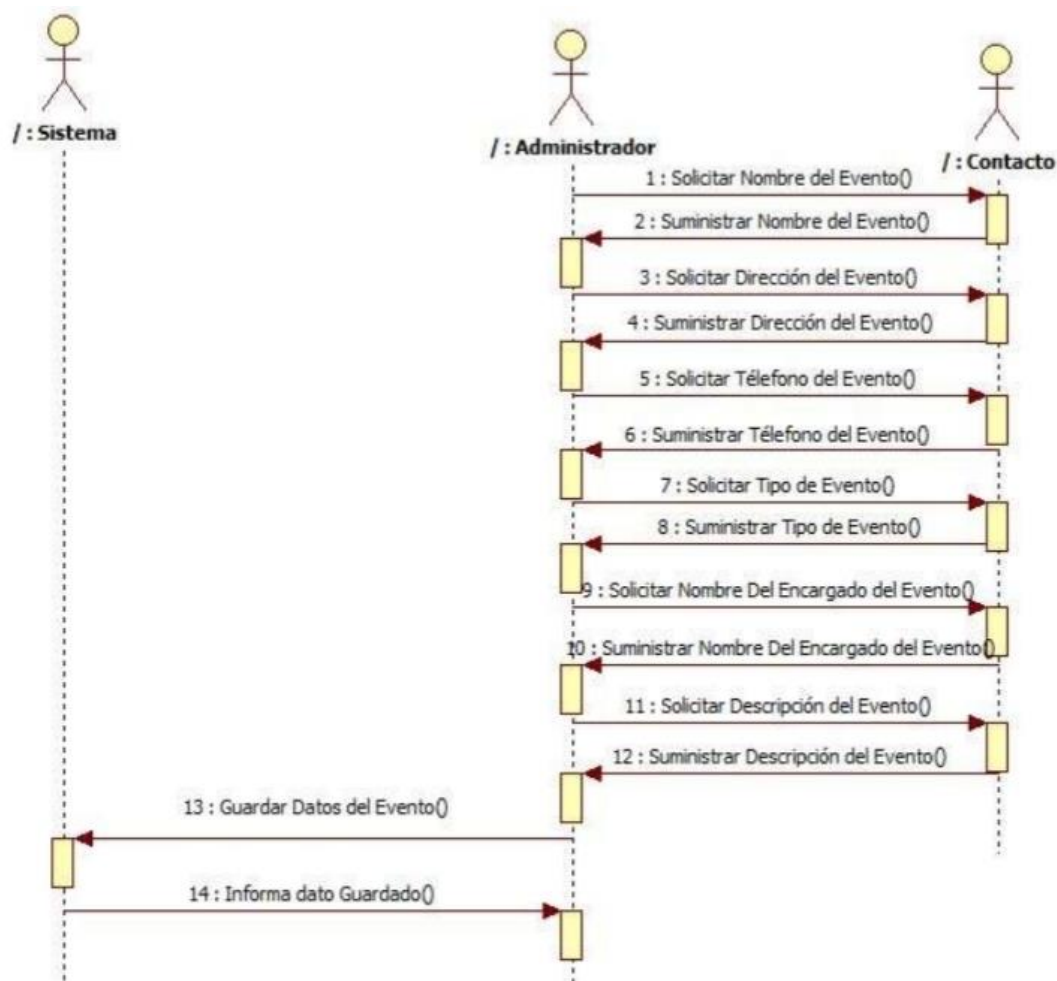 / : Sistema
/ : Administrador
/ : Contacto
1 : Solicitar Nombre del Evento()
2 : Suministrar Nombre del Evento()
3 : Solicitar Dirección del Evento()
4 : Suministrar Dirección del Evento()
5 : Solicitar Télefono del Evento()
6 : Suministrar Télefono del Evento()
7 : Solicitar Tipo de Evento()
8 : Suministrar Tipo de Evento()
9 : Solicitar Nombre Del Encargado del Evento()
10 : Suministrar Nombre Del Encargado del Evento()
11 : Solicitar Descripción del Evento()
12 : Suministrar Descripción del Evento()
13 : Guardar Datos del Evento()
14 : Informa dato Guardado()